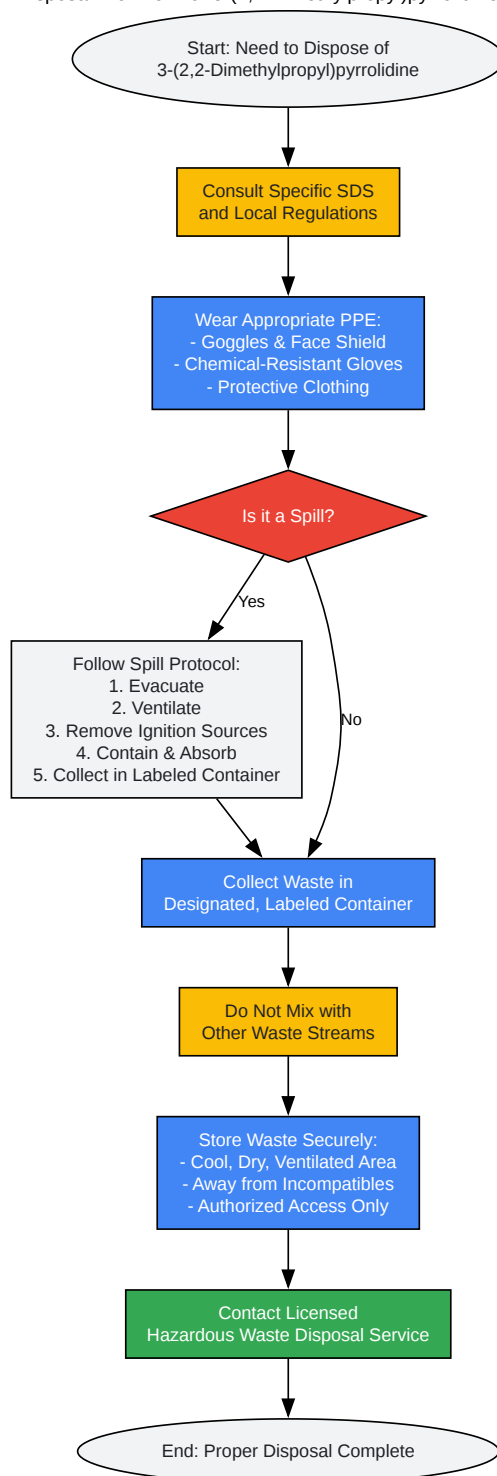 Start: Need to Dispose of
3-(2,2-Dimethylpropyl)pyrrolidine
Consult Specific SDS
and Local Regulations
Wear Appropriate PPE:
- Goggles & Face Shield
- Chemical-Resistant Gloves
- Protective Clothing
Is it a Spill?
Yes
No
Follow Spill Protocol:
1. Evacuate
2. Ventilate
3. Remove Ignition Sources
4. Contain & Absorb
5. Collect in Labeled Container
Collect Waste in
Designated, Labeled Container
Do Not Mix with
Other Waste Streams
Store Waste Securely:
- Cool, Dry, Ventilated Area
- Away from Incompatibles
- Authorized Access Only
Contact Licensed
Hazardous Waste Disposal Service
End: Proper Disposal Complete